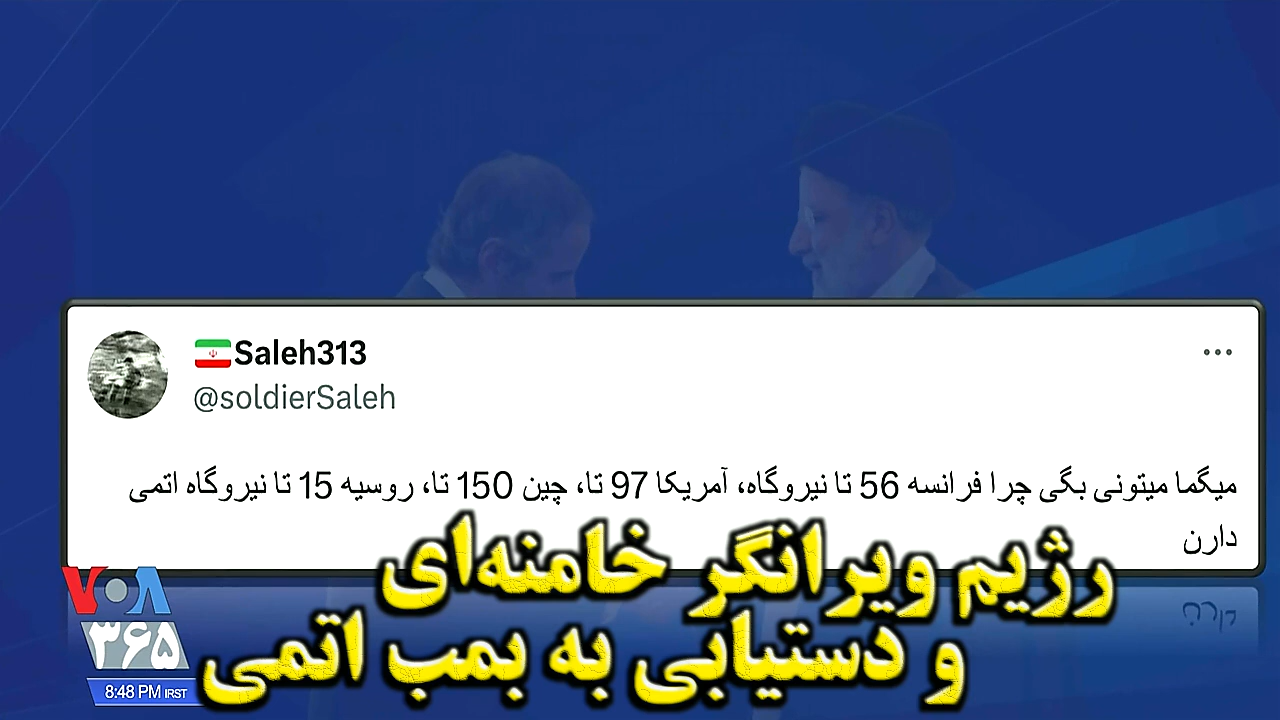 Saleh313
@soldierSaleh
میگما میتونی بگی چرا فرانسه 56 تا نیروگاه، آمریکا 97 تا، چین 150 تا، روسیه 15 تا نیروگاه اتمی
دارن
رژیم ویرانگر خامنه‌ای
و دستیابی به بمب اتمی
VOA
۳۶۵
8:48 PM IRST